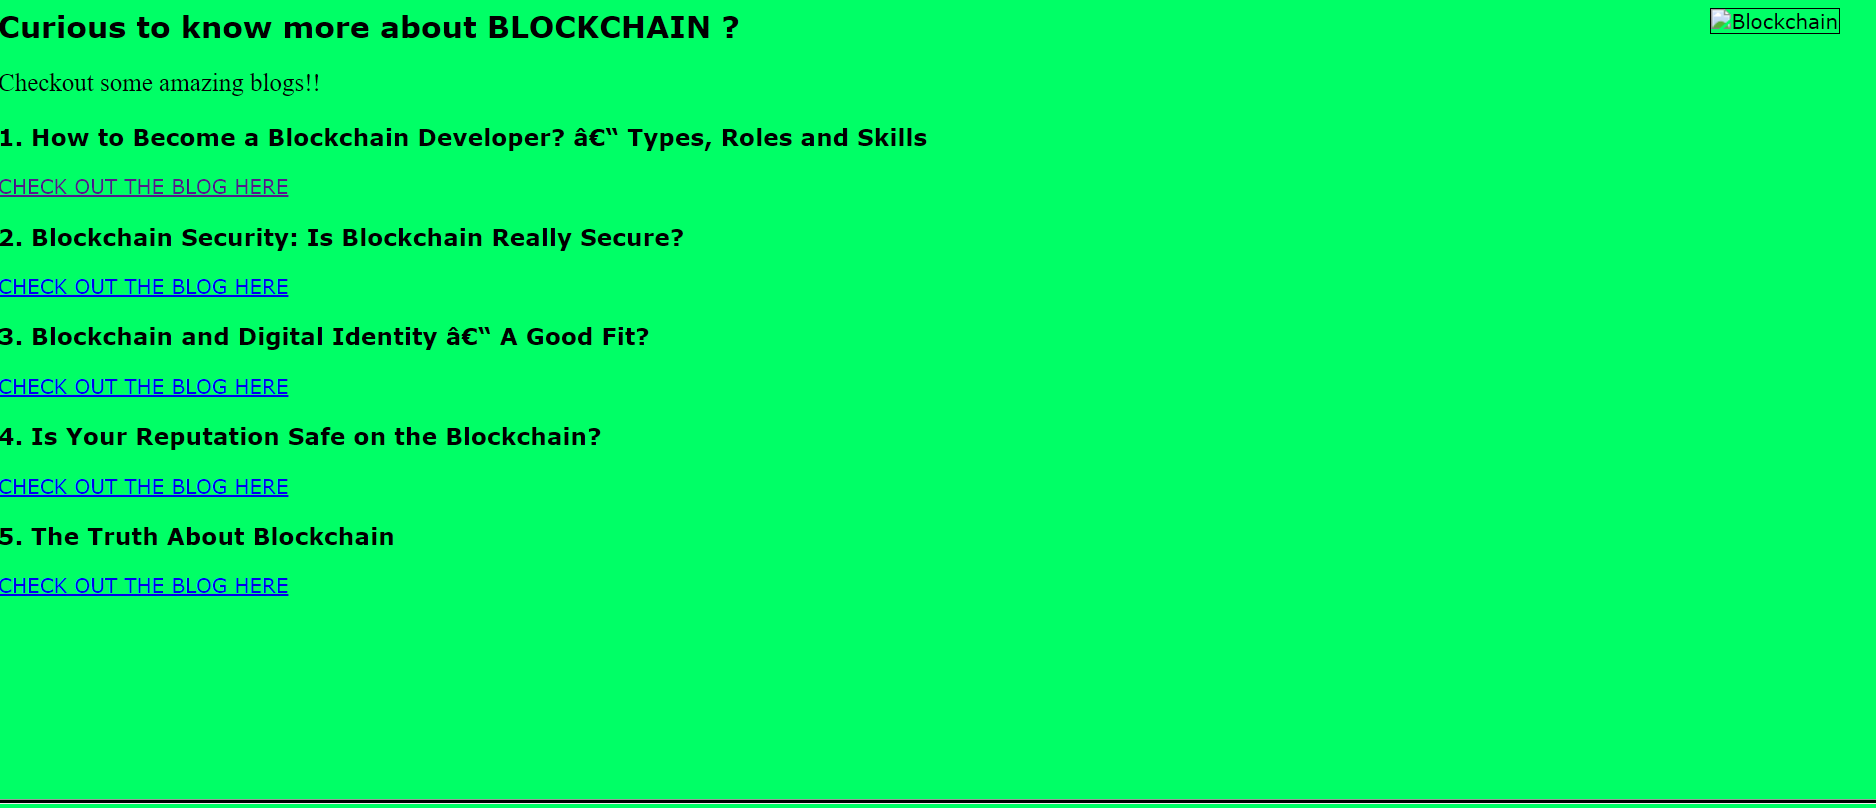 Curious to know more about BLOCKCHAIN ?
Blockchain
Checkout some amazing blogs!!
1. How to Become a Blockchain Developer? â€“ Types, Roles and Skills
CHECK OUT THE BLOG HERE
2. Blockchain Security: Is Blockchain Really Secure?
CHECK OUT THE BLOG HERE
3. Blockchain and Digital Identity â€“ A Good Fit?
CHECK OUT THE BLOG HERE
4. Is Your Reputation Safe on the Blockchain?
CHECK OUT THE BLOG HERE
5. The Truth About Blockchain
CHECK OUT THE BLOG HERE